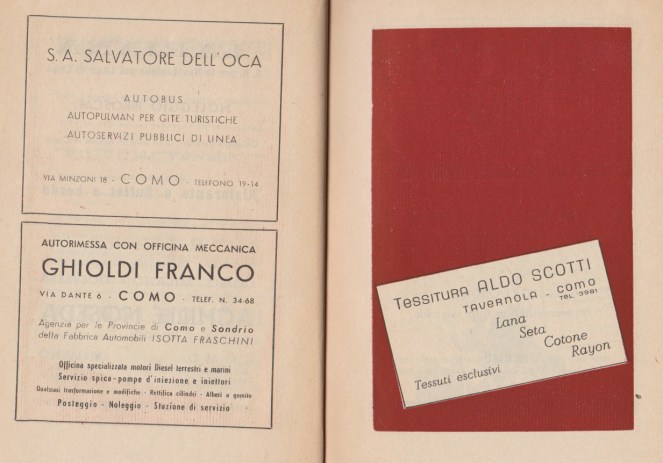 S. A. SALVATORE DELL'OCA
AUTOBUS
AUTOPULMAN PER GITE TURISTICHE
AUTOSERVIZI PUBBLICI DI LINEA
VIA MINZONI 18 - COMO - TELEFONO 19-14
AUTORIMESSA CON OFFICINA MECCANICA
GHIOLDI FRANCO
VIA DANTE 6 - COMO - TELEF. N. 34-68
Agenzia per le Provincie di Como e Sondrio
della Fabbrica Automobili ISOTTA FRASCHINI
Officina specializzata motori Diesel terrestri e marini
Servizio spica-pompe d'iniezione e iniattori
Qualsiasi trasformazione e modifiche - Rettifica cilindri - Alberi a gomito
Posteggio - Noleggio - Stazione di servizio
Tessitura ALDO SCOTTI
TAVERNOLA - COMO
TEL. 3981
Lana
Seta
Cotone
Rayon
Tessuti esclusivi